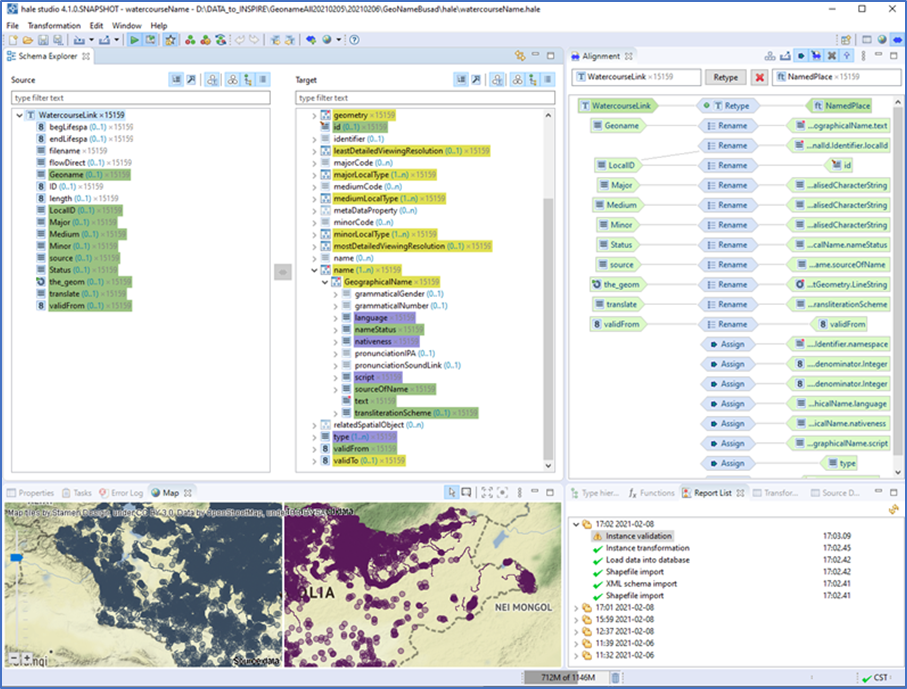 hale studio 4.1.0.SNAPSHOT - watercourseName - D:\DATA_to_INSPIRE\GeonameAll20210205\20210206\GeoNameBusad\hale\watercourseName.hale
File Transformation Edit Window Help
Schema Explorer
Source
type filter text
WatercourseLink ×15159
begLifespa (0..1) ×15159
endLifespa (0..1) ×15159
filename ×15159
flowDirect (0..1) ×15159
Geoname (0..1) ×15159
ID (0..1) ×15159
length (0..1) ×15159
LocalID (0..1) ×15159
Major (0..1) ×15159
Medium (0..1) ×15159
Minor (0..1) ×15159
source (0..1) ×15159
Status (0..1) ×15159
the_geom (0..1) ×15159
translate (0..1) ×15159
validFrom (0..1) ×15159
Target
type filter text
geometry ×15159
id (0..1) ×15159
identifier (0..1)
leastDetailedViewingResolution (0..1) ×15159
majorCode (0..n)
majorLocalType (1..n) ×15159
mediumCode (0..n)
mediumLocalType (1..n) ×15159
metaDataProperty (0..n)
minorCode (0..n)
minorLocalType (1..n) ×15159
mostDetailedViewingResolution (0..1) ×15159
name (0..n)
name (1..n) ×15159
GeographicalName ×15159
grammaticalGender (0..1)
grammaticalNumber (0..1)
language ×15159
nameStatus ×15159
nativeness ×15159
pronunciationIPA (0..1)
pronunciationSoundLink (0..1)
script ×15159
sourceOfName ×15159
text ×15159
transliterationScheme (0..1) ×15159
relatedSpatialObject (0..n)
type (1..n) ×15159
validFrom ×15159
validTo (0..1) ×15159
Alignment
WatercourseLink ×15159 Retype NamedPlace ×15159
WatercourseLink Retype NamedPlace
Geoname Rename ...ographicalName.text
Rename ...nalId.Identifier.localId
LocalID Rename id
Major Rename ...alisedCharacterString
Medium Rename ...alisedCharacterString
Minor Rename ...alisedCharacterString
Status Rename ...calName.nameStatus
source Rename ...ame.sourceOfName
the_geom Rename ...tGeometry.LineString
translate Rename ...ransliterationScheme
validFrom Rename validFrom
Assign ...Identifier.namespace
Assign ...denominator.Integer
Assign ...denominator.Integer
Assign ...hicalName.language
Assign ...icalName.nativeness
Assign ...graphicalName.script
Assign type
Properties Tasks Error Log Map
Map tiles by Stamen Design, under CC BY 3.0. Data by OpenStreetMap, under
Source data
NEI MONGOL
Type hier... Functions Report List Transfor... Source D...
17:02 2021-02-08
Instance validation 17:03.09
Instance transformation 17:02.45
Load data into database 17:02.42
Shapefile import 17:02.42
XML schema import 17:02.41
Shapefile import 17:02.41
17:01 2021-02-08
15:59 2021-02-08
12:37 2021-02-08
11:39 2021-02-06
11:32 2021-02-06
712M of 1146M
CST